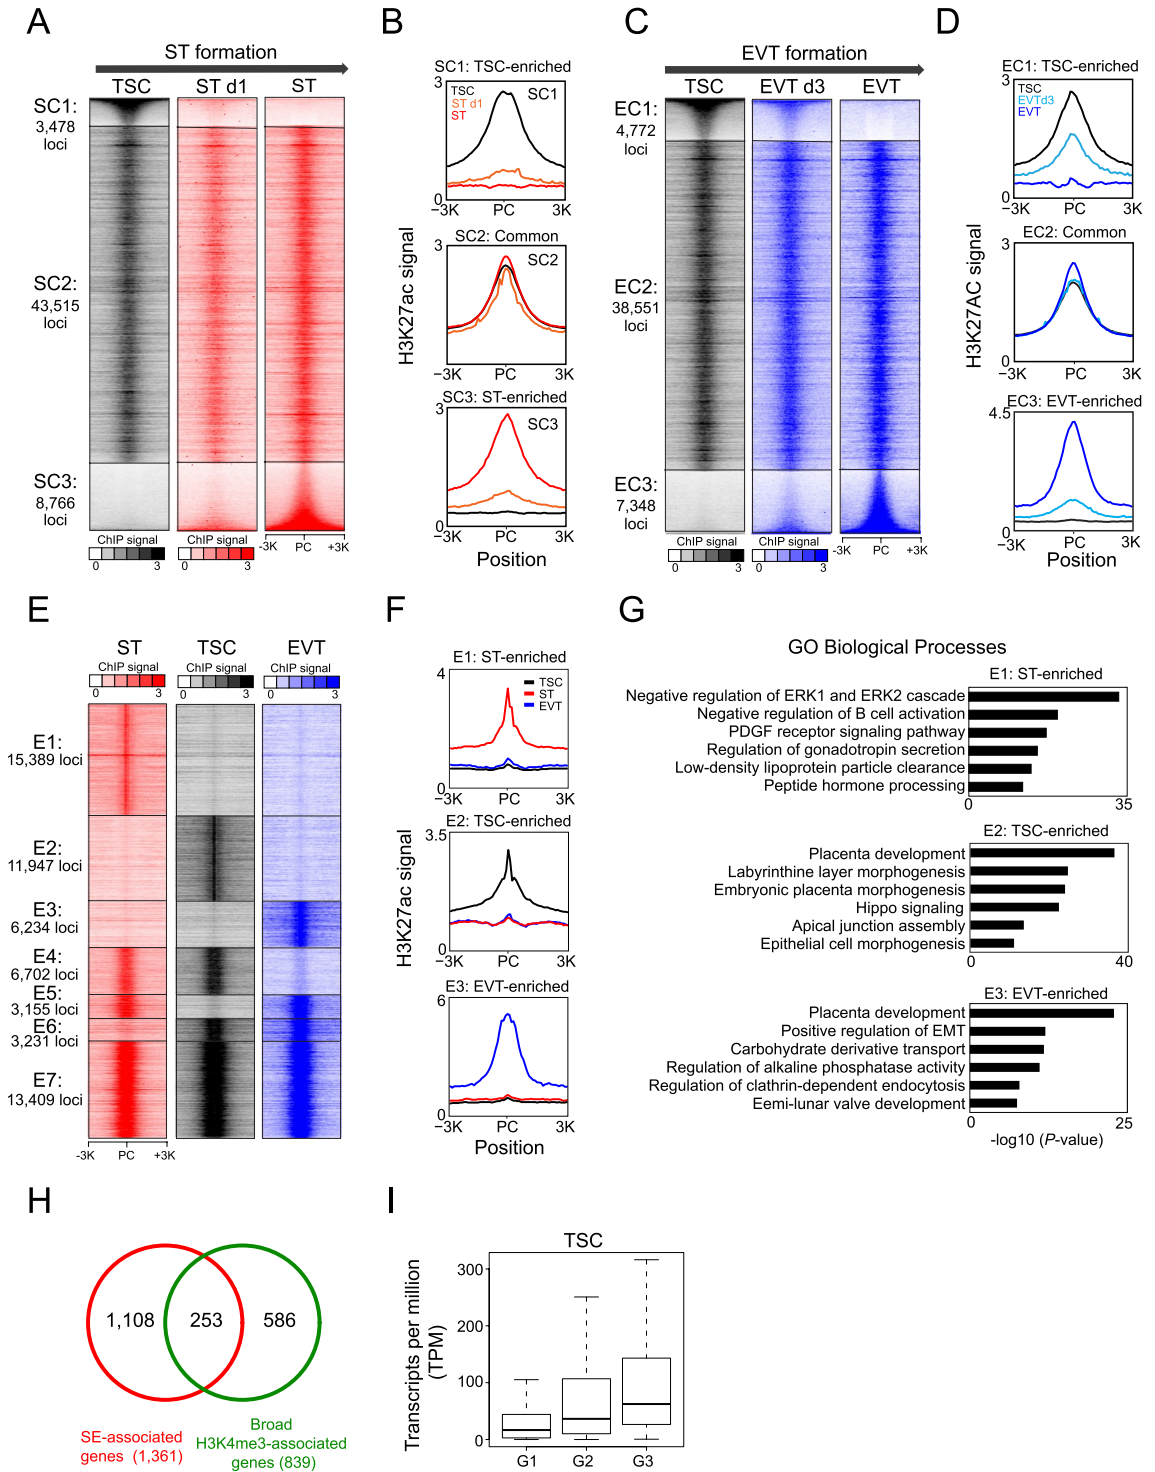 A
ST formation
TSC
ST d1
ST
SC1:
3,478
loci
SC2:
43,515
loci
SC3:
8,766
loci
ChIP signal
0
3
ChIP signal
0
3
-3K
PC
+3K
B
SC1: TSC-enriched
3
TSC
ST d1
ST
SC1
0
−3K
PC
3K
SC2: Common
3
SC2
0
−3K
PC
3K
SC3: ST-enriched
3
SC3
0
−3K
PC
3K
H3K27ac signal
Position
C
EVT formation
TSC
EVT d3
EVT
EC1:
4,772
loci
EC2:
38,551
loci
EC3:
7,348
loci
ChIP signal
0
3
ChIP signal
0
3
-3K
PC
+3K
D
EC1: TSC-enriched
3
TSC
EVTd3
EVT
0
−3K
PC
3K
EC2: Common
3
0
−3K
PC
3K
EC3: EVT-enriched
4.5
0
−3K
PC
3K
H3K27AC signal
Position
E
ST
TSC
EVT
ChIP signal
0
3
ChIP signal
0
3
ChIP signal
0
3
E1:
15,389 loci
E2:
11,947 loci
E3:
6,234 loci
E4:
6,702 loci
E5:
3,155 loci
E6:
3,231 loci
E7:
13,409 loci
-3K
PC
+3K
F
E1: ST-enriched
4
TSC
ST
EVT
0
−3K
PC
3K
E2: TSC-enriched
3.5
0
−3K
PC
3K
E3: EVT-enriched
6
0
−3K
PC
3K
H3K27ac signal
Position
G
GO Biological Processes
E1: ST-enriched
Negative regulation of ERK1 and ERK2 cascade
Negative regulation of B cell activation
PDGF receptor signaling pathway
Regulation of gonadotropin secretion
Low-density lipoprotein particle clearance
Peptide hormone processing
0
35
E2: TSC-enriched
Placenta development
Labyrinthine layer morphogenesis
Embryonic placenta morphogenesis
Hippo signaling
Apical junction assembly
Epithelial cell morphogenesis
0
40
E3: EVT-enriched
Placenta development
Positive regulation of EMT
Carbohydrate derivative transport
Regulation of alkaline phosphatase activity
Regulation of clathrin-dependent endocytosis
Eemi-lunar valve development
0
25
-log10 (P-value)
H
1,108
253
586
SE-associated
genes (1,361)
Broad
H3K4me3-associated
genes (839)
I
TSC
Transcripts per million
(TPM)
300
200
100
0
G1
G2
G3